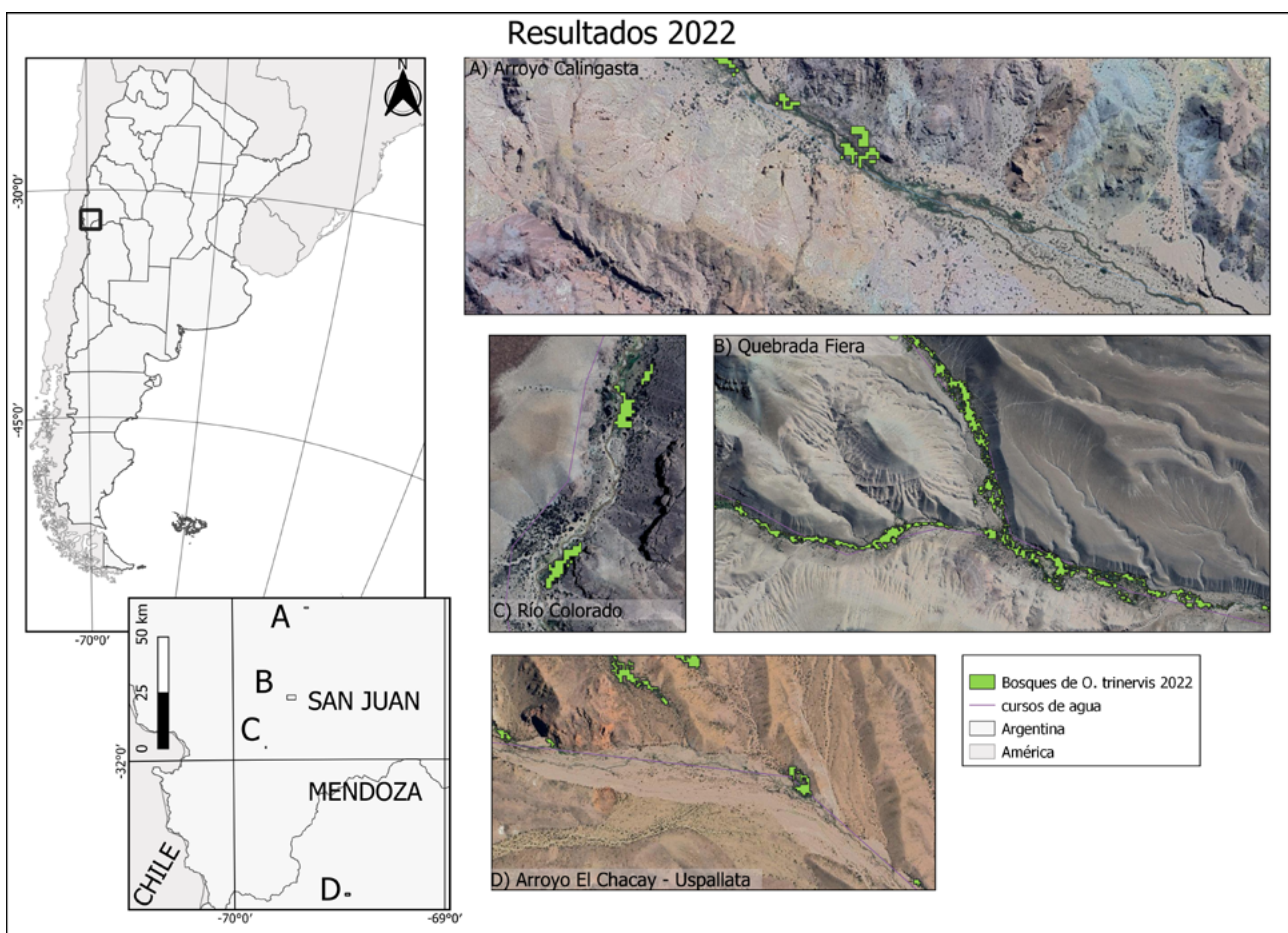 Resultados 2022
N
-30°0'
-45°0'
-70°0'
A) Arroyo Calingasta
B) Quebrada Fiera
C) Río Colorado
D) Arroyo El Chacay - Uspallata
50 km
25
0
A
B
SAN JUAN
C
-32°0'
MENDOZA
CHILE
D
-70°0'
-69°0'
Bosques de O. trinervis 2022
cursos de agua
Argentina
América